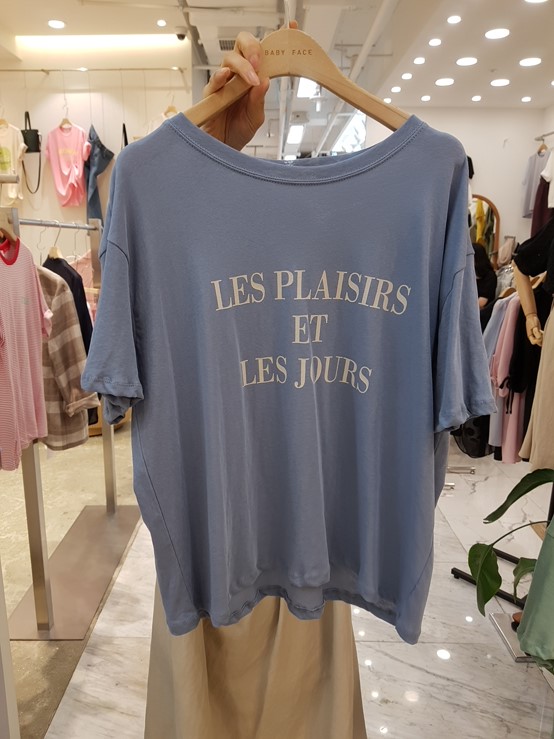 BABY FACE
LES PLAISIRS
ET
LES JOURS